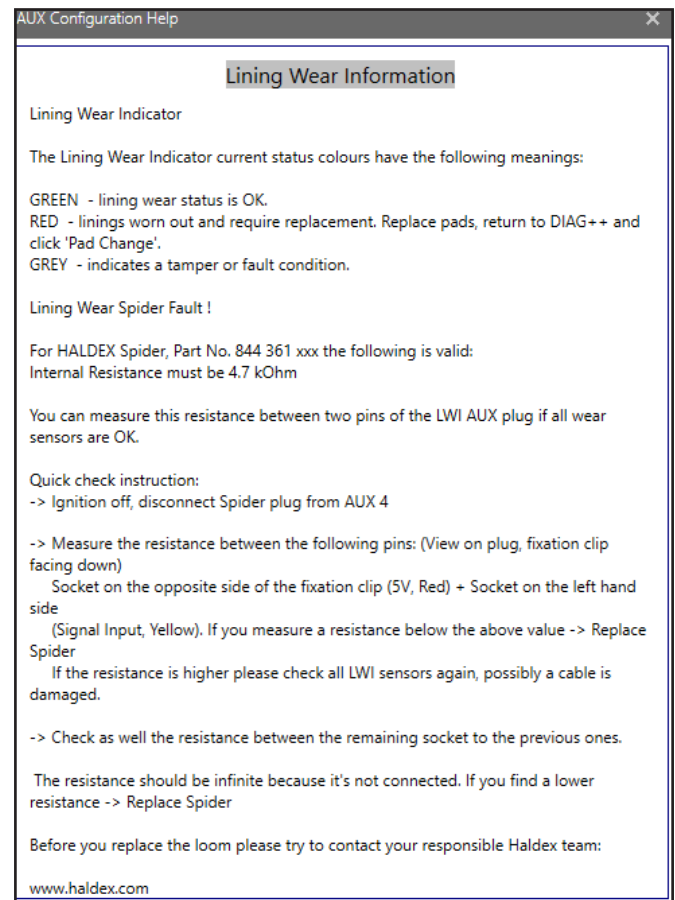 AUX Configuration Help
Lining Wear Information
Lining Wear Indicator
The Lining Wear Indicator current status colours have the following meanings:
GREEN - lining wear status is OK.
RED - linings worn out and require replacement. Replace pads, return to DIAG++ and
click 'Pad Change'.
GREY - indicates a tamper or fault condition.
Lining Wear Spider Fault !
For HALDEX Spider, Part No. 844 361 xxx the following is valid:
Internal Resistance must be 4.7 kOhm
You can measure this resistance between two pins of the LWI AUX plug if all wear
sensors are OK.
Quick check instruction:
-> Ignition off, disconnect Spider plug from AUX 4
-> Measure the resistance between the following pins: (View on plug, fixation clip
facing down)
Socket on the opposite side of the fixation clip (5V, Red) + Socket on the left hand
side
(Signal Input, Yellow). If you measure a resistance below the above value -> Replace
Spider
If the resistance is higher please check all LWI sensors again, possibly a cable is
damaged.
-> Check as well the resistance between the remaining socket to the previous ones.
The resistance should be infinite because it's not connected. If you find a lower
resistance -> Replace Spider
Before you replace the loom please try to contact your responsible Haldex team:
www.haldex.com